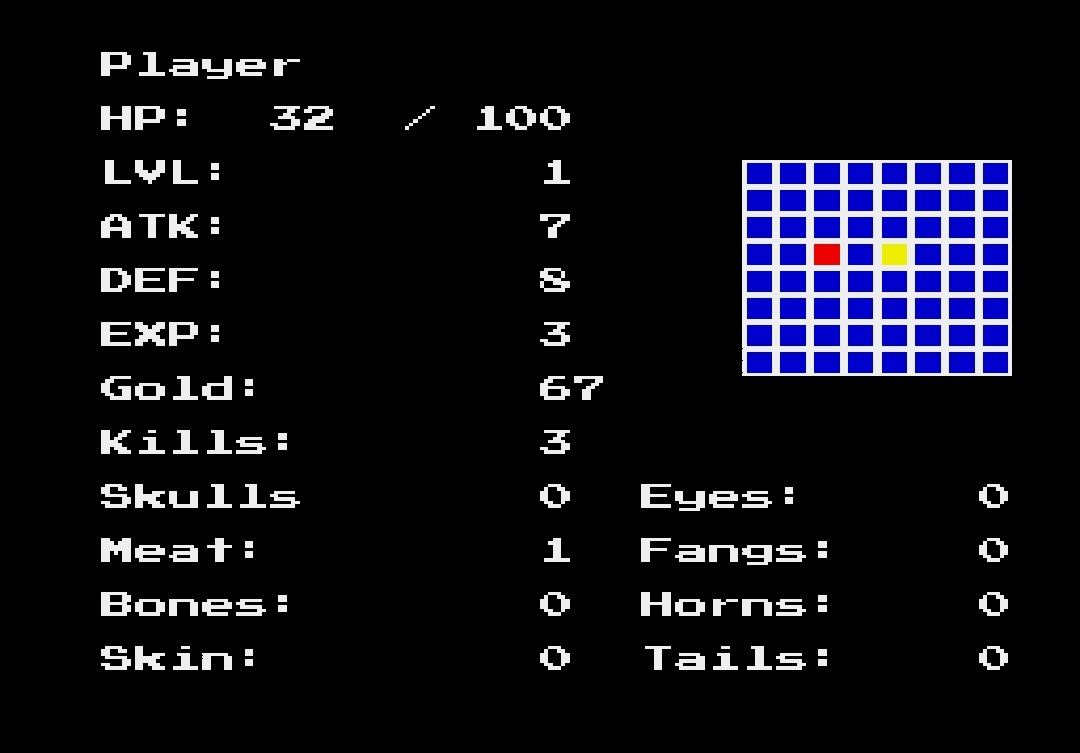 Player
HP: 32 / 100
LVL: 1
ATK: 7
DEF: 8
EXP: 3
Gold: 67
Kills: 3
Skulls 0 Eyes: 0
Meat: 1 Fangs: 0
Bones: 0 Horns: 0
Skin: 0 Tails: 0